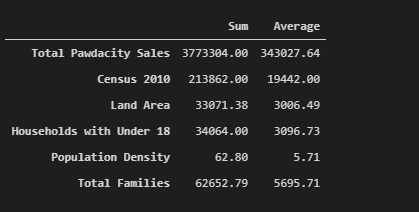 Sum Average
Total Pawdacity Sales 3773304.00 343027.64
Census 2010 213862.00 19442.00
Land Area 33071.38 3006.49
Households with Under 18 34064.00 3096.73
Population Density 62.80 5.71
Total Families 62652.79 5695.71